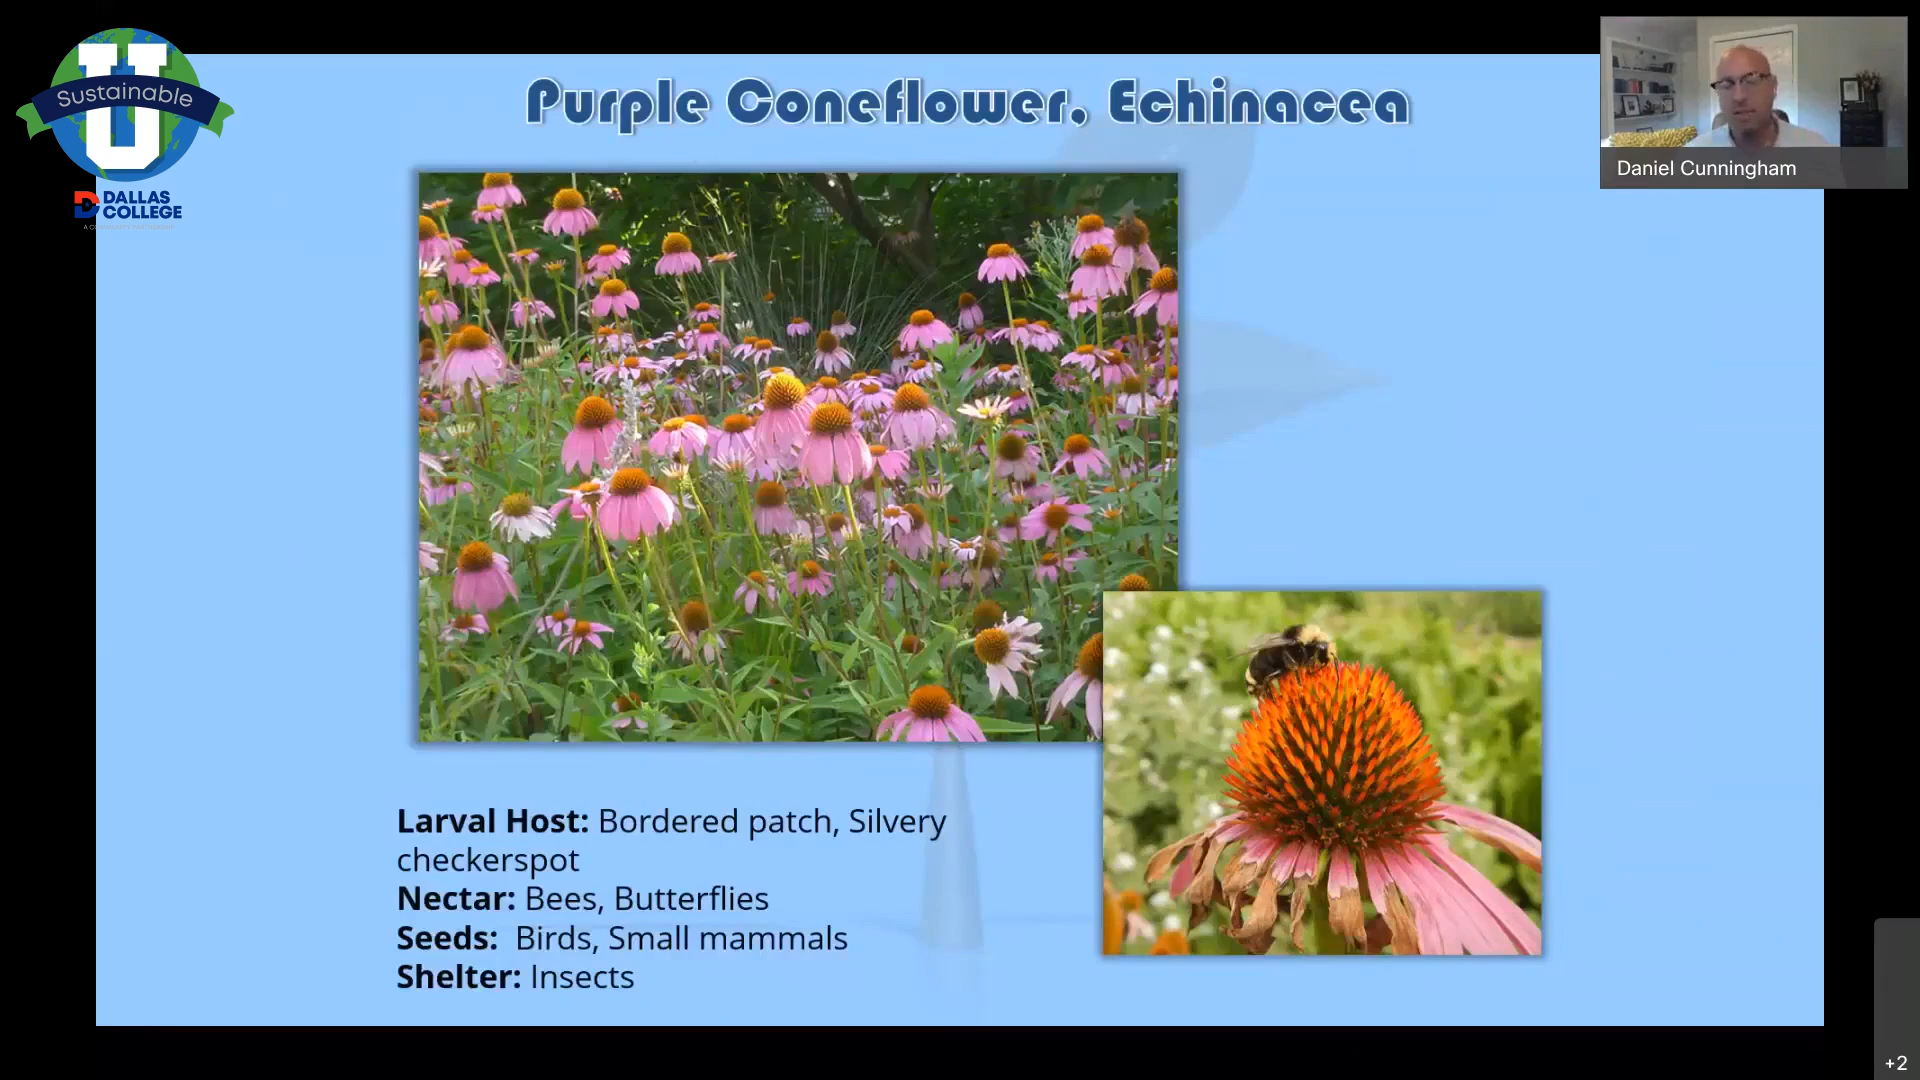 Sustainable
U
DALLAS
COLLEGE
Purple Coneflower, Echinacea
Daniel Cunningham
Larval Host: Bordered patch, Silvery
checkerspot
Nectar: Bees, Butterflies
Seeds: Birds, Small mammals
Shelter: Insects
+2